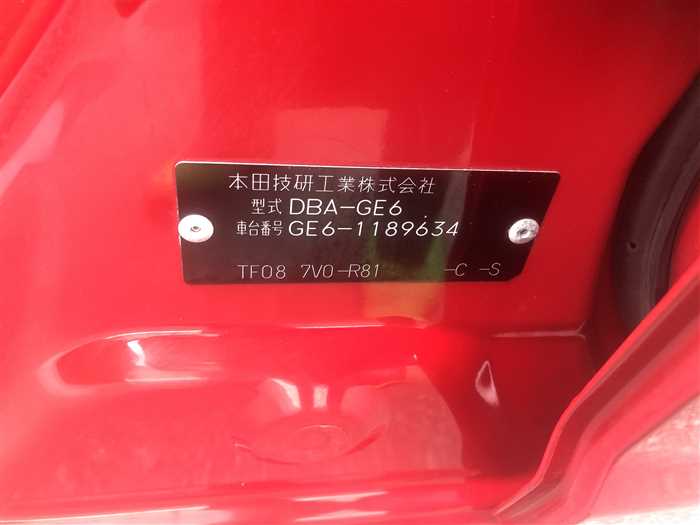 本田技研工業株式会社
型式 DBA-GE6
車台番号 GE6-1189634
TF08 7V0-R81 -C -S